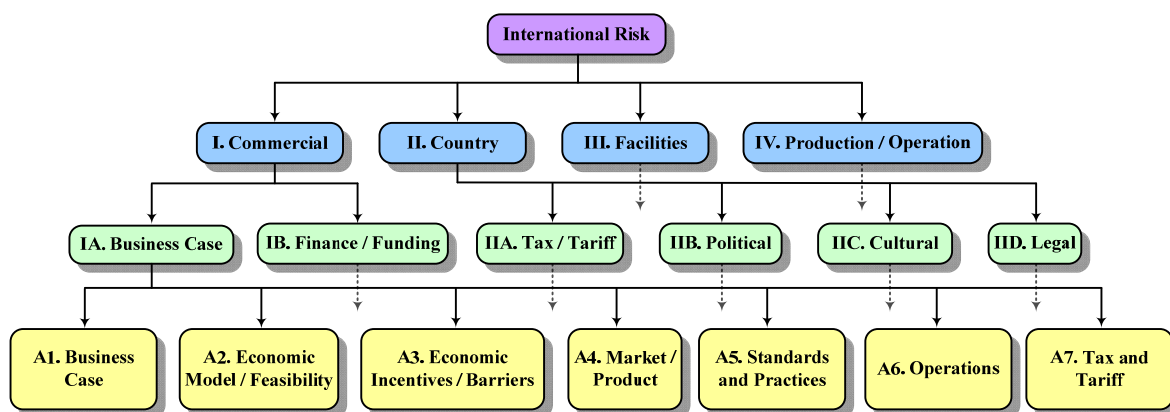 International Risk
I. Commercial
II. Country
III. Facilities
IV. Production / Operation
IA. Business Case
IB. Finance / Funding
IIA. Tax / Tariff
IIB. Political
IIC. Cultural
IID. Legal
A1. Business
Case
A2. Economic
Model / Feasibility
A3. Economic
Incentives / Barriers
A4. Market /
Product
A5. Standards
and Practices
A6. Operations
A7. Tax and
Tariff